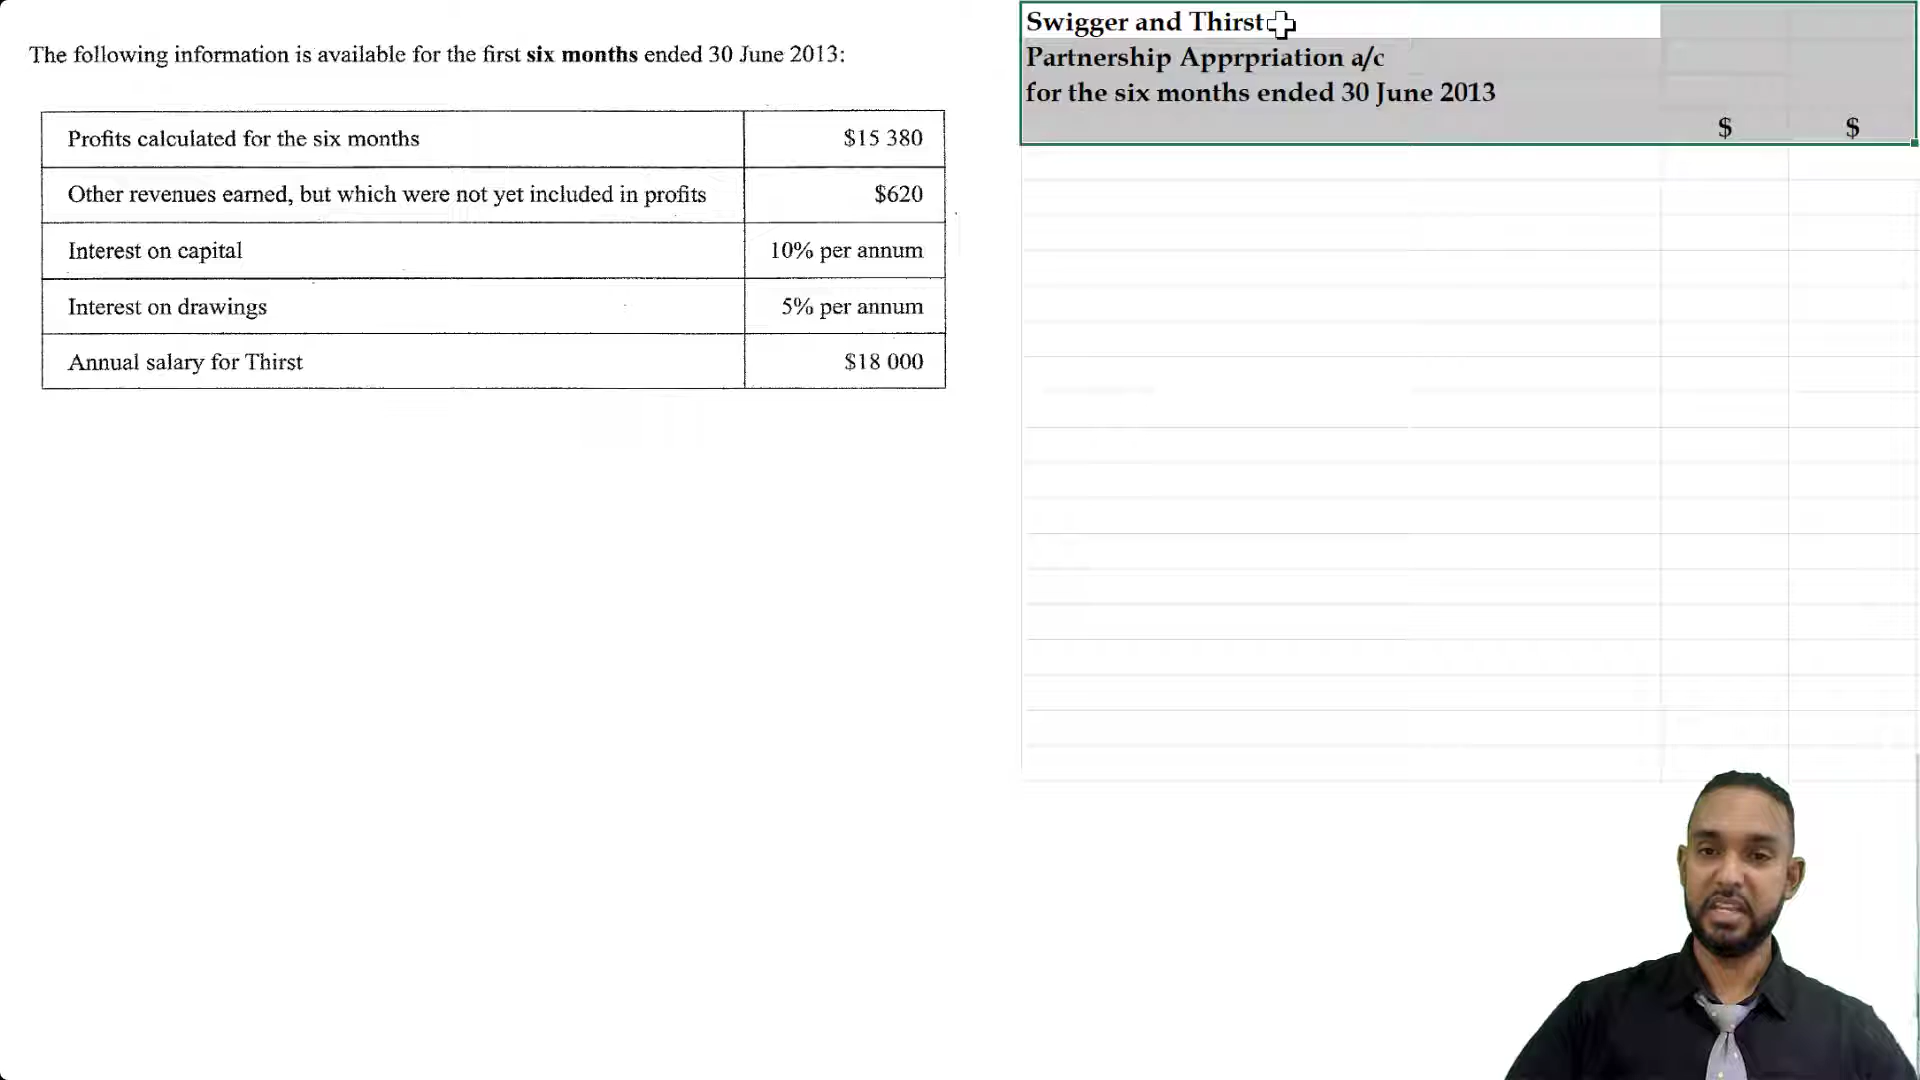 The following information is available for the first six months ended 30 June 2013:
Profits calculated for the six months $15 380
Other revenues earned, but which were not yet included in profits $620
Interest on capital 10% per annum
Interest on drawings 5% per annum
Annual salary for Thirst $18 000
Swigger and Thirst
Partnership Apprpriation a/c
for the six months ended 30 June 2013
$ $